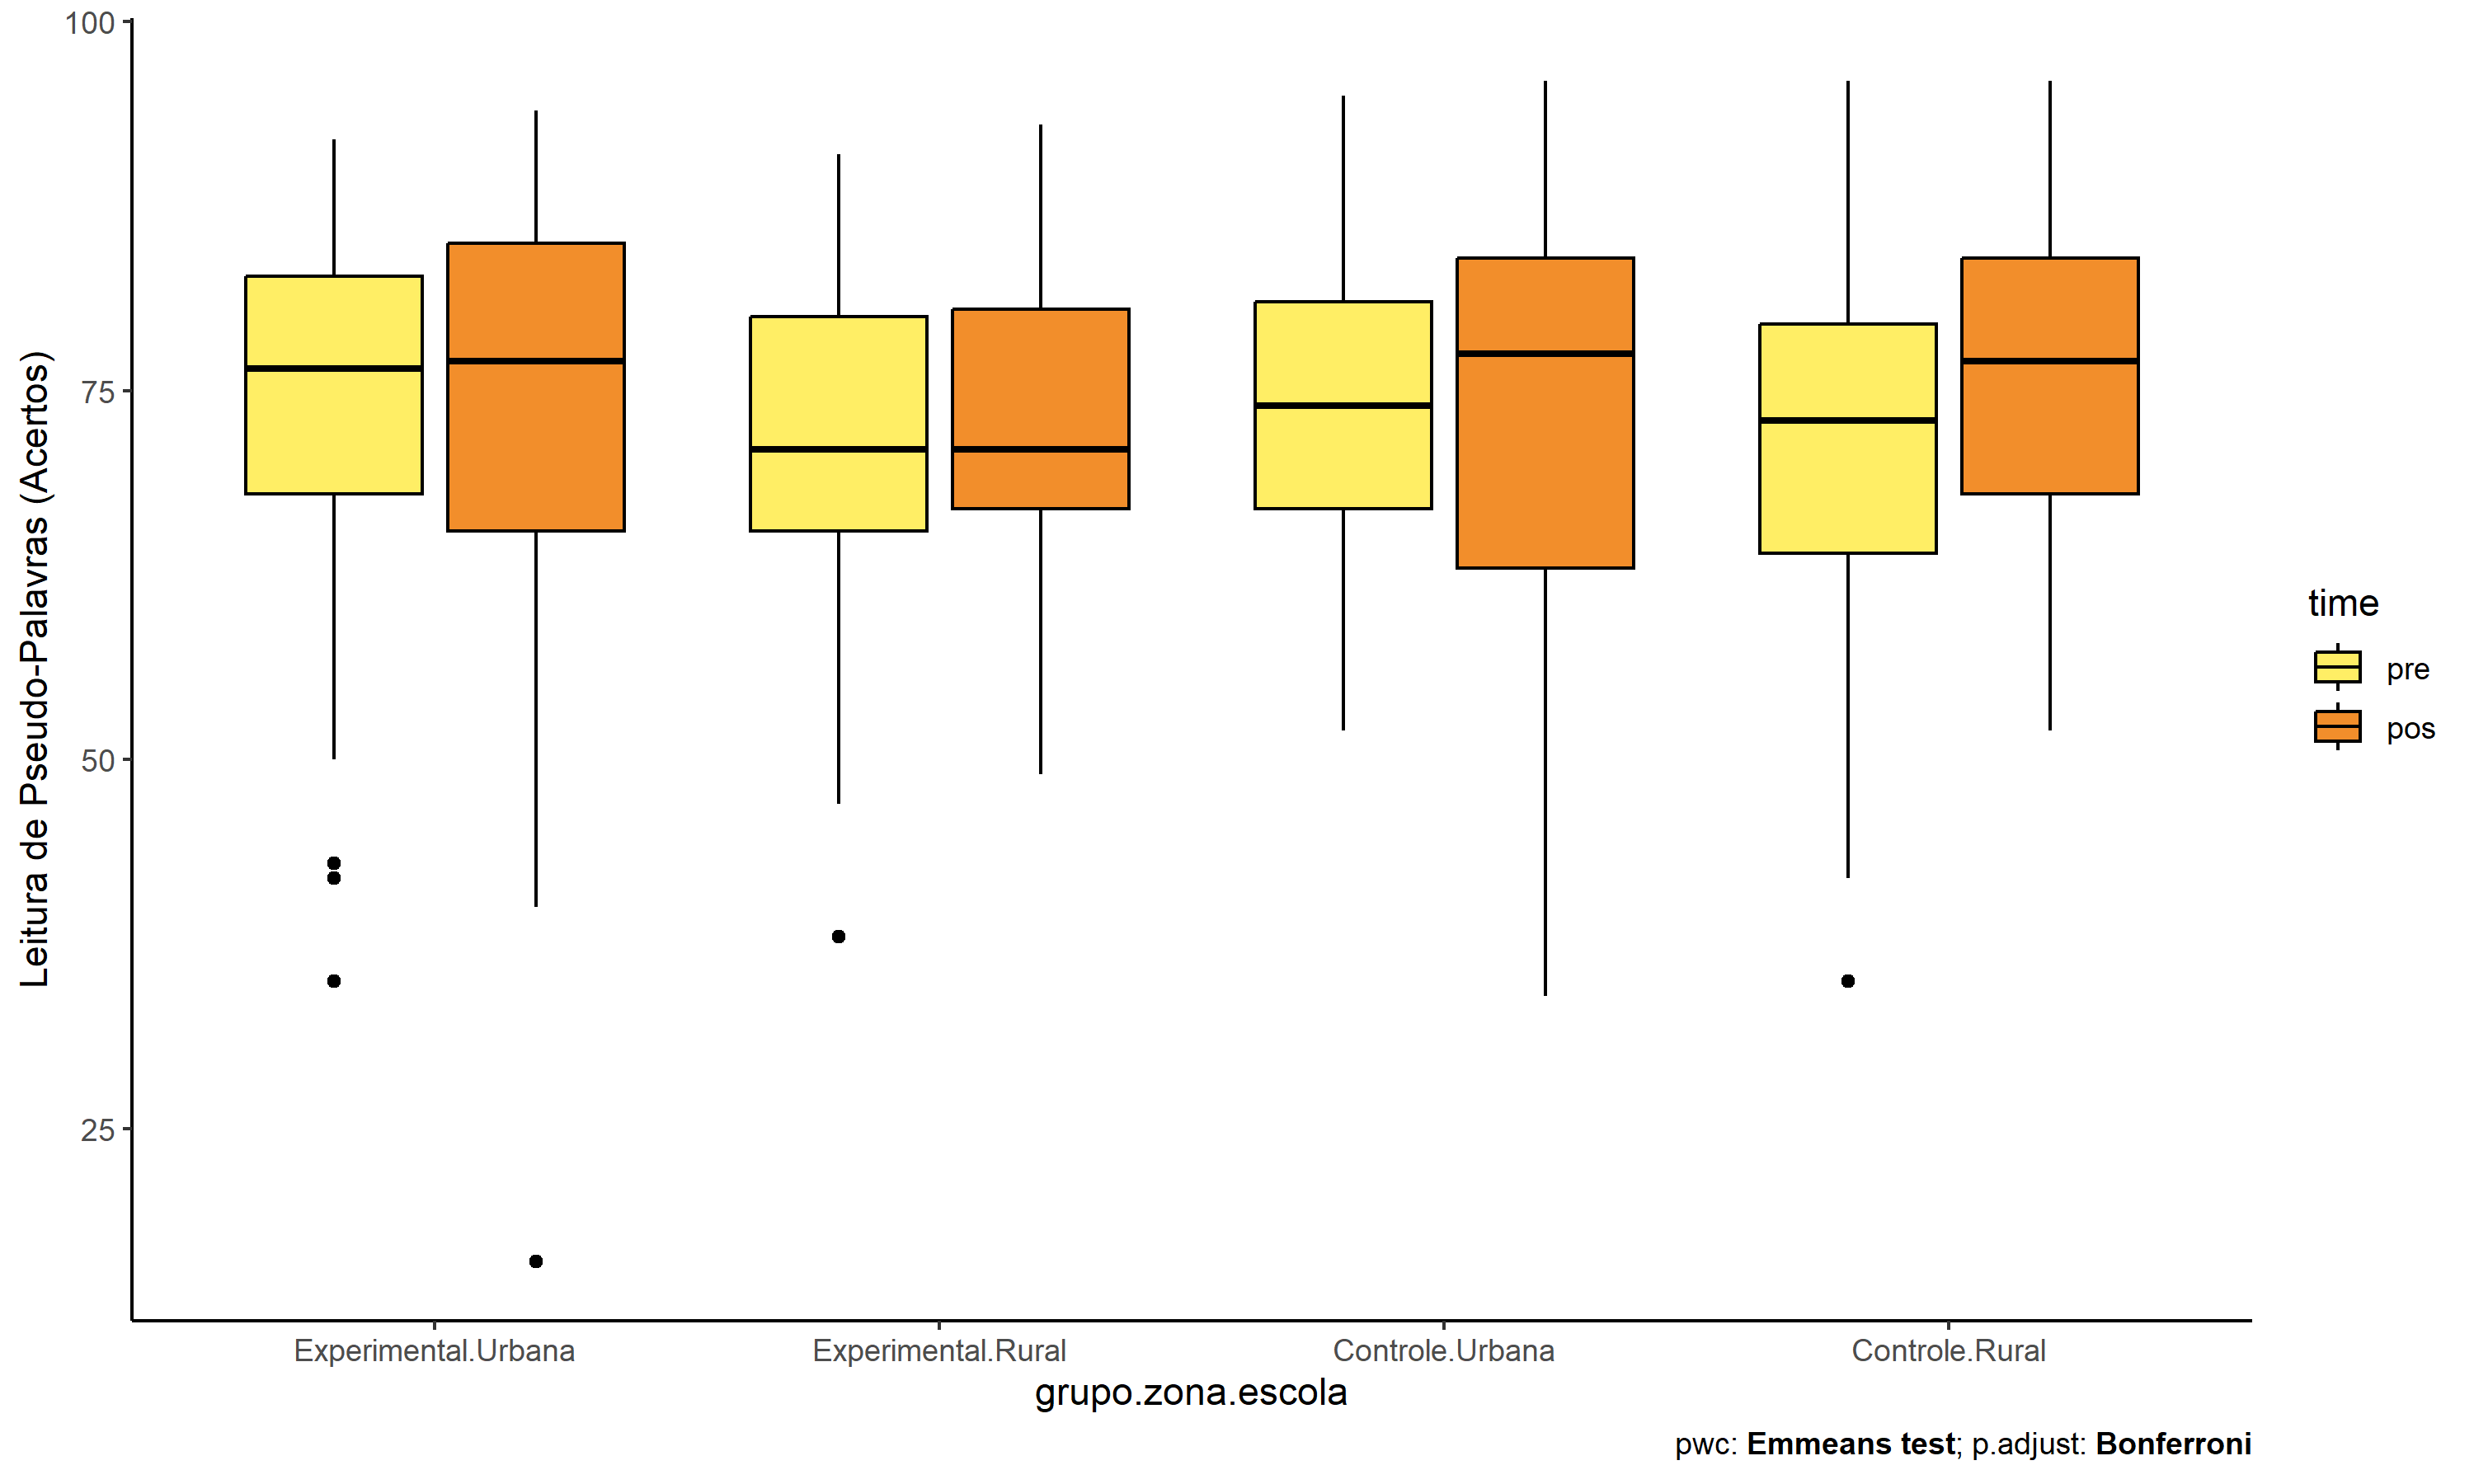 Leitura de Pseudo-Palavras (Acertos)
100
75
50
25
Experimental.Urbana
Experimental.Rural
Controle.Urbana
Controle.Rural
grupo.zona.escola
time
pre
pos
pwc: Emmeans test; p.adjust: Bonferroni